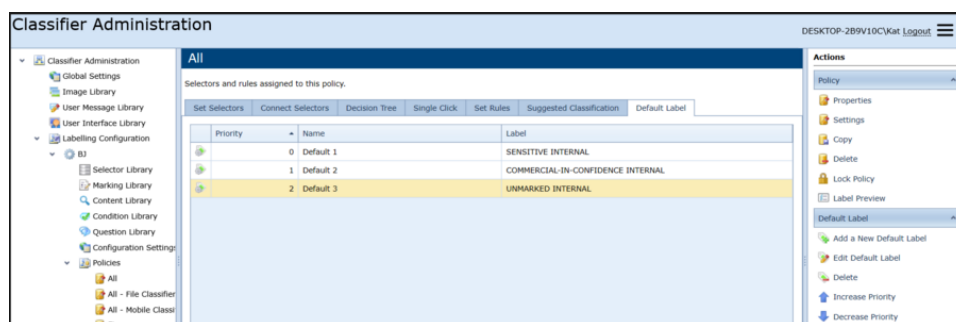 Classifier Administration
DESKTOP-2B9V10C\Kat Logout
Classifier Administration
Global Settings
Image Library
User Message Library
User Interface Library
Labelling Configuration
BJ
Selector Library
Marking Library
Content Library
Condition Library
Question Library
Configuration Settings
Policies
All
All - File Classifier
All - Mobile Classi
All
Selectors and rules assigned to this policy.
Set Selectors Connect Selectors Decision Tree Single Click Set Rules Suggested Classification Default Label
Priority Name Label
0 Default 1 SENSITIVE INTERNAL
1 Default 2 COMMERCIAL-IN-CONFIDENCE INTERNAL
2 Default 3 UNMARKED INTERNAL
Actions
Policy
Properties
Settings
Copy
Delete
Lock Policy
Label Preview
Default Label
Add a New Default Label
Edit Default Label
Delete
Increase Priority
Decrease Priority